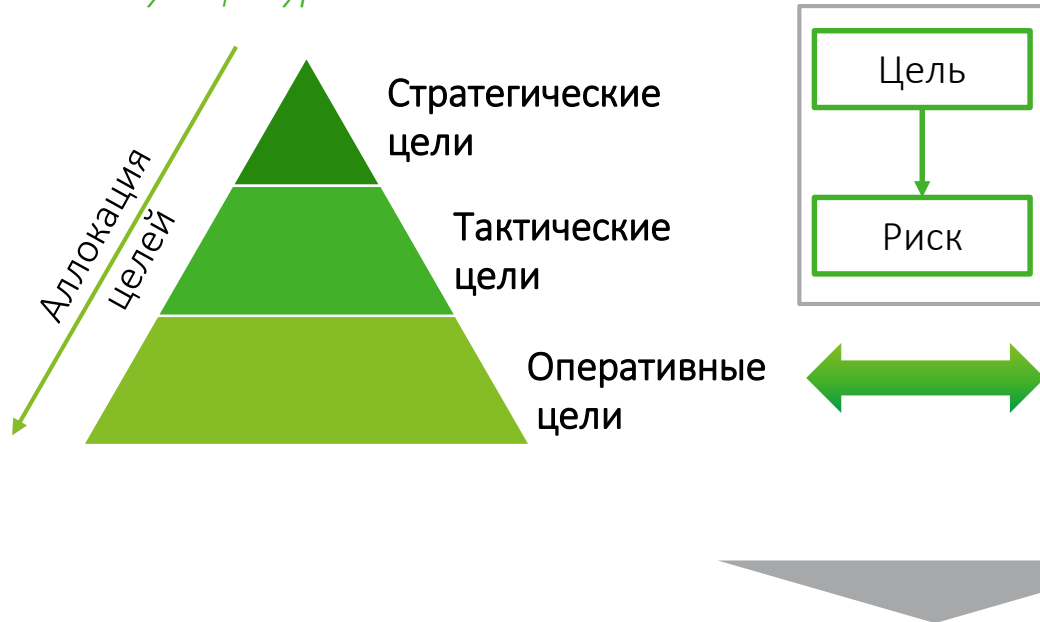 Аллокация
целей
Стратегические
цели
Тактические
цели
Оперативные
цели
Цель
Риск